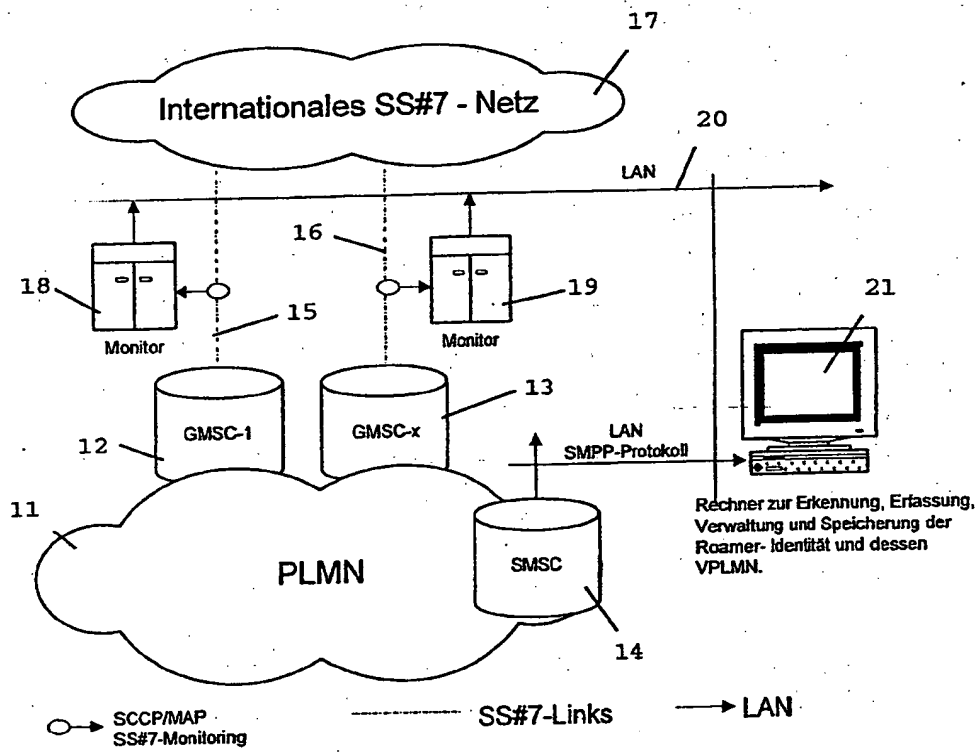 17
Internationales SS#7 - Netz
20
LAN
16
18
19
15
21
Monitor
Monitor
13
GMSC-1
GMSC-x
12
LAN
SMPP-Protokoll
11
Rechner zur Erkennung, Erfassung,
Verwaltung und Speicherung der
Roamer- Identität und dessen
VPLMN.
PLMN
SMSC
14
SCCP/MAP
SS#7-Monitoring
SS#7-Links
LAN